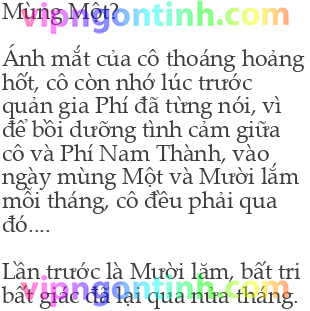 Mùng Một?
vipngontinh.com
Ánh mắt của cô thoáng hoảng
hốt, cô còn nhớ lúc trước
quản gia Phí đã từng nói, vì
để bồi dưỡng tình cảm giữa
cô và Phí Nam Thành, vào
ngày mùng Một và Mười lăm
mỗi tháng, cô đều phải qua
đó....
Lần trước là Mười lăm, bất tri
bất giác đã lại qua nửa tháng.
vipngontinh.com